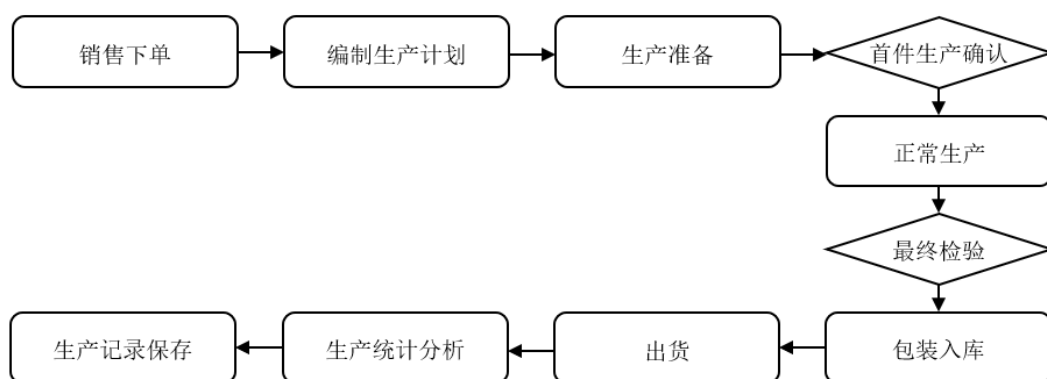 销售下单
编制生产计划
生产准备
首件生产确认
正常生产
最终检验
包装入库
出货
生产统计分析
生产记录保存